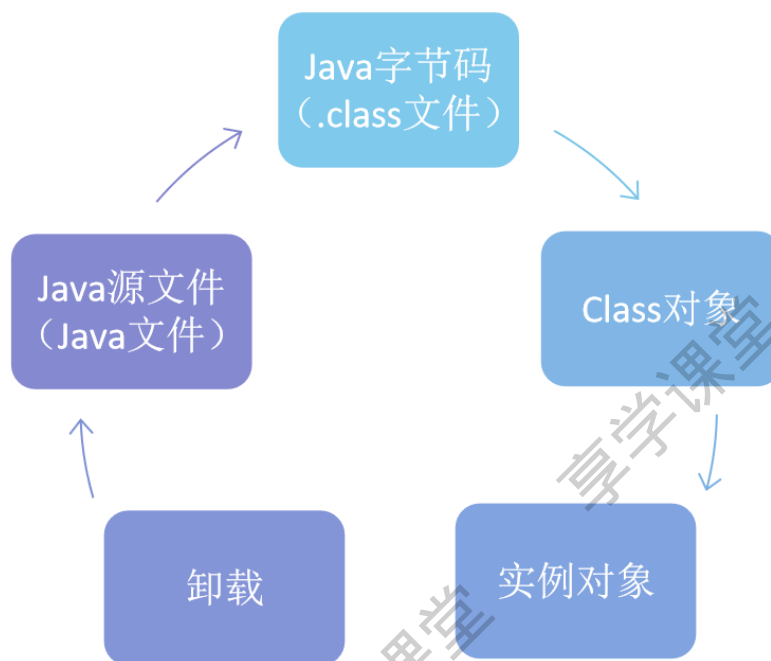 Java字节码
（.class文件）
Java源文件
（Java文件）
Class对象
享学课堂
卸载
实例对象
课堂